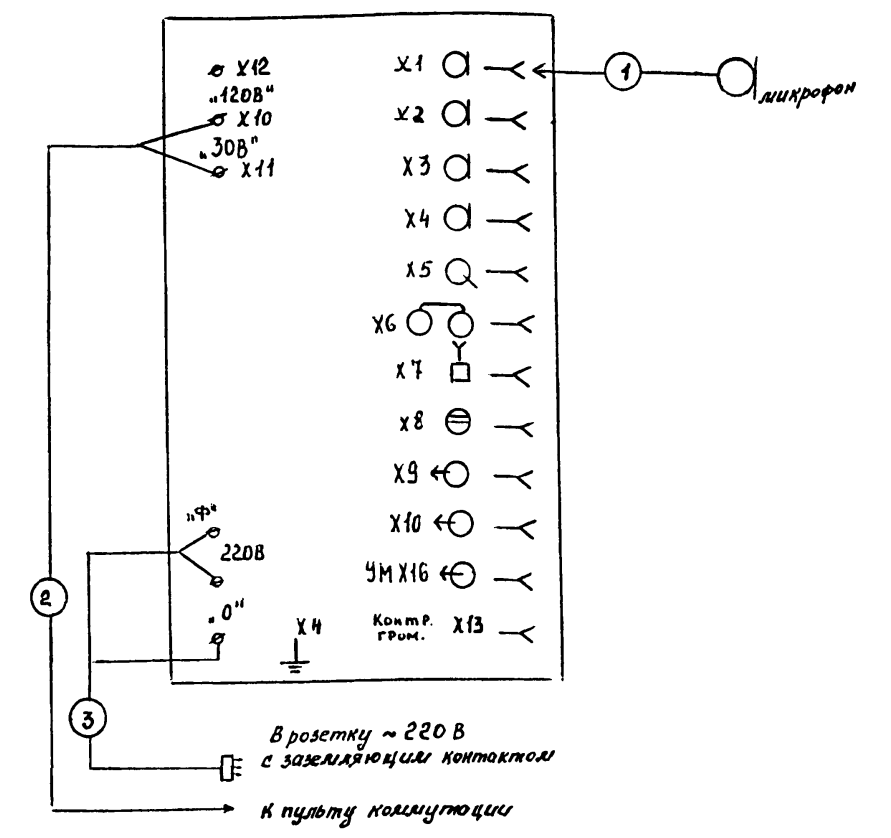 X12
„120В"
X10
„30В"
X11
X1
1
микрофон
X2
X3
X4
X5
X6
X7
X8
X9
X10
УМ X16
Контр. X13
гром.
„Ф"
220В
„О"
X4
2
3
В розетку ~ 220 В
с заземляющим контактом
К пульту коммутации